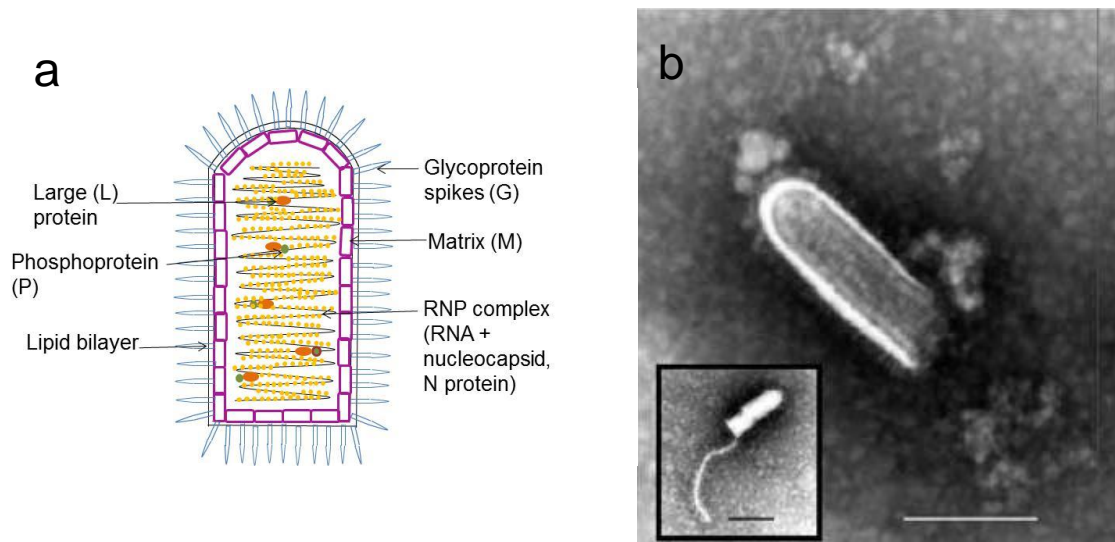 a
Large (L)
protein
Phosphoprotein
(P)
Lipid bilayer
Glycoprotein
spikes (G)
Matrix (M)
RNP complex
(RNA +
nucleocapsid,
N protein)
b